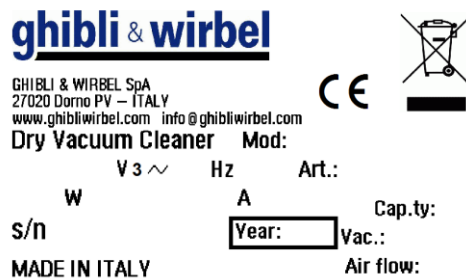 ghibli & wirbel
GHIBLI & WIRBEL SpA
27020 Dorno PV – ITALY
www.ghibliwirbel.com info@ghibliwirbel.com
CE
Dry Vacuum Cleaner Mod:
V 3 ~ Hz Art.:
W A Cap.ty:
s/n Year: Vac.:
MADE IN ITALY Air flow: